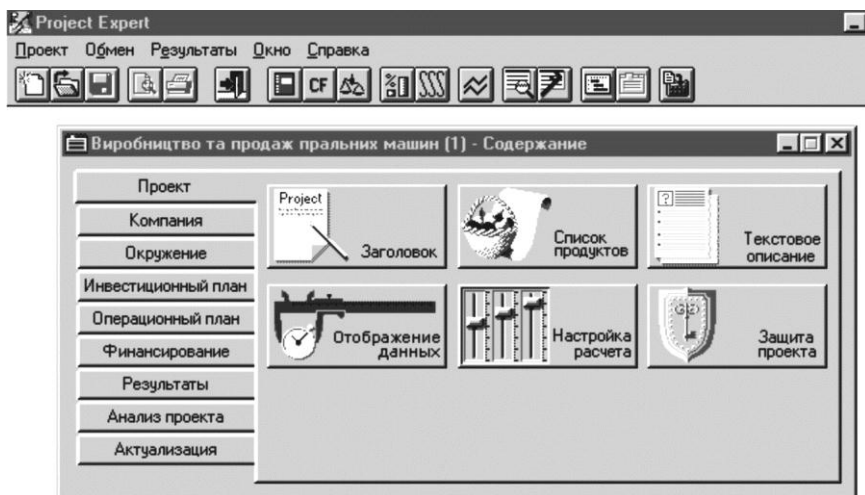 Project Expert
Проект Обмен Результаты Окно Справка
CF
Виробництво та продаж пральних машин (1) - Содержание
Проект
Компания
Окружение
Инвестиционный план
Операционный план
Финансирование
Результаты
Анализ проекта
Актуализация
Project
Заголовок
Список
продуктов
?
Текстовое
описание
Отображение
данных
Настройка
расчета
Защита
проекта